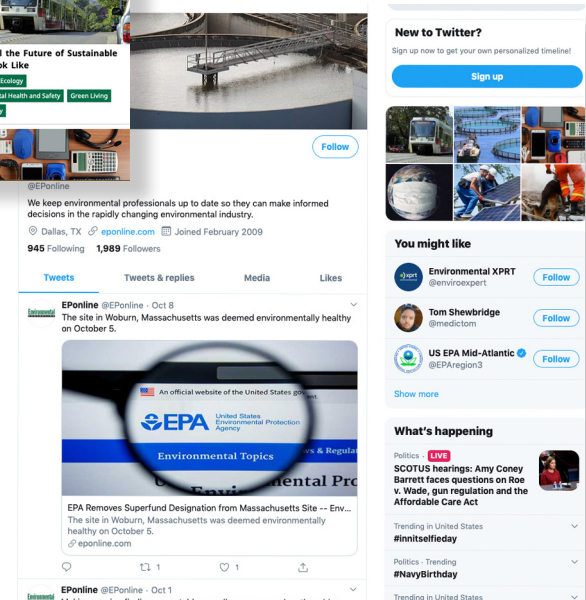 l the Future of Sustainable
ok Like
Ecology
tal Health and Safety Green Living
y
Follow
@EPonline
We keep environmental professionals up to date so they can make informed
decisions in the rapidly changing environmental industry.
Dallas, TX eponline.com Joined February 2009
945 Following 1,989 Followers
Tweets Tweets & replies Media Likes
Environmental
EPonline @EPonline · Oct 8
The site in Woburn, Massachusetts was deemed environmentally healthy
on October 5.
An official website of the United States gov
EPA United States
Environmental Protection
Agency
Environmental Topics
ws & Regulat
EPA Removes Superfund Designation from Massachusetts Site -- Env...
The site in Woburn, Massachusetts was deemed environmentally
healthy on October 5.
eponline.com
1 1
Environmental
EPonline @EPonline · Oct 1
New to Twitter?
Sign up now to get your own personalized timeline!
Sign up
You might like
xprt
Environmental XPRT
@enviroexpert
Follow
Tom Shewbridge
@medictom
Follow
US EPA Mid-Atlantic
@EPAregion3
Follow
Show more
What's happening
Politics · LIVE
SCOTUS hearings: Amy Coney
Barrett faces questions on Roe
v. Wade, gun regulation and the
Affordable Care Act
Trending in United States
#innitselfieday
Politics · Trending
#NavyBirthday
Trending in United States